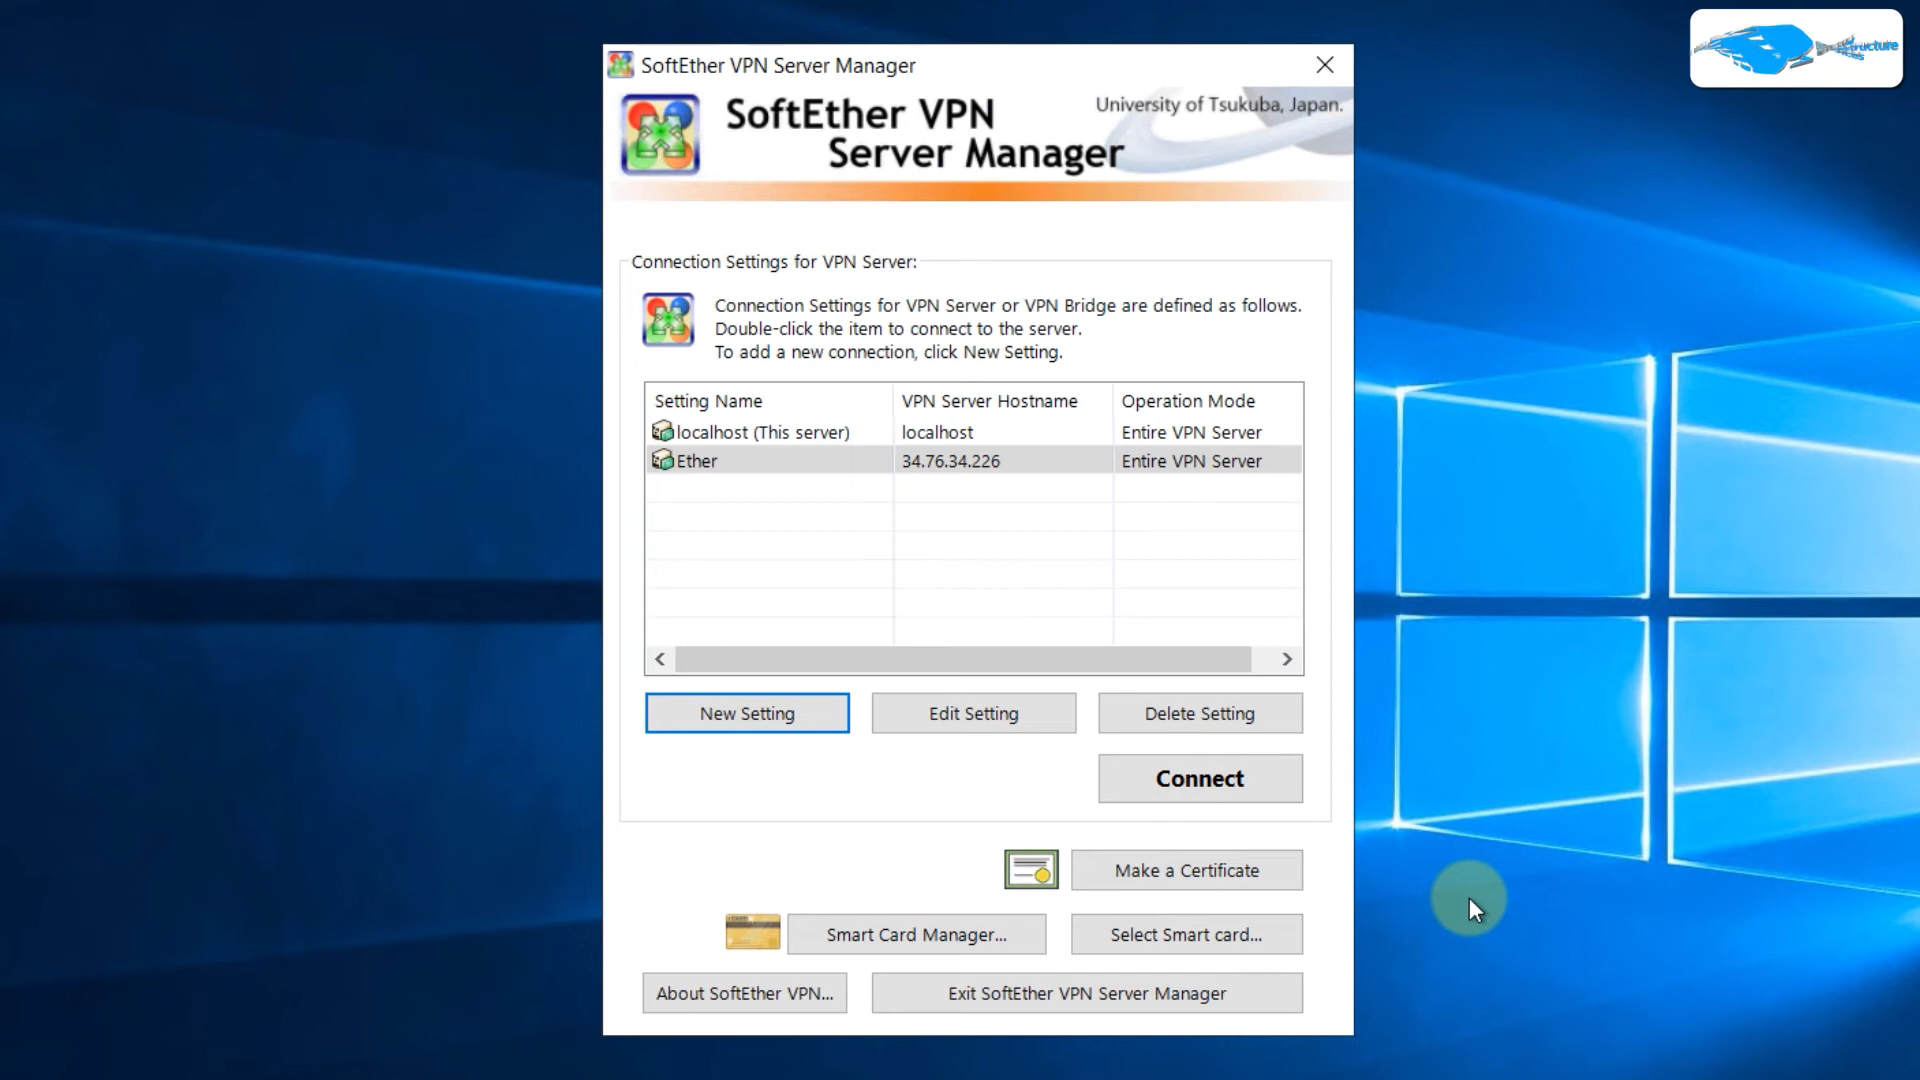 SoftEther VPN Server Manager
University of Tsukuba, Japan.
SoftEther VPN
Server Manager
Connection Settings for VPN Server:
Connection Settings for VPN Server or VPN Bridge are defined as follows.
Double-click the item to connect to the server.
To add a new connection, click New Setting.
Setting Name VPN Server Hostname Operation Mode
localhost (This server) localhost Entire VPN Server
Ether 34.76.34.226 Entire VPN Server
New Setting Edit Setting Delete Setting
Connect
Make a Certificate
Smart Card Manager... Select Smart card...
About SoftEther VPN... Exit SoftEther VPN Server Manager